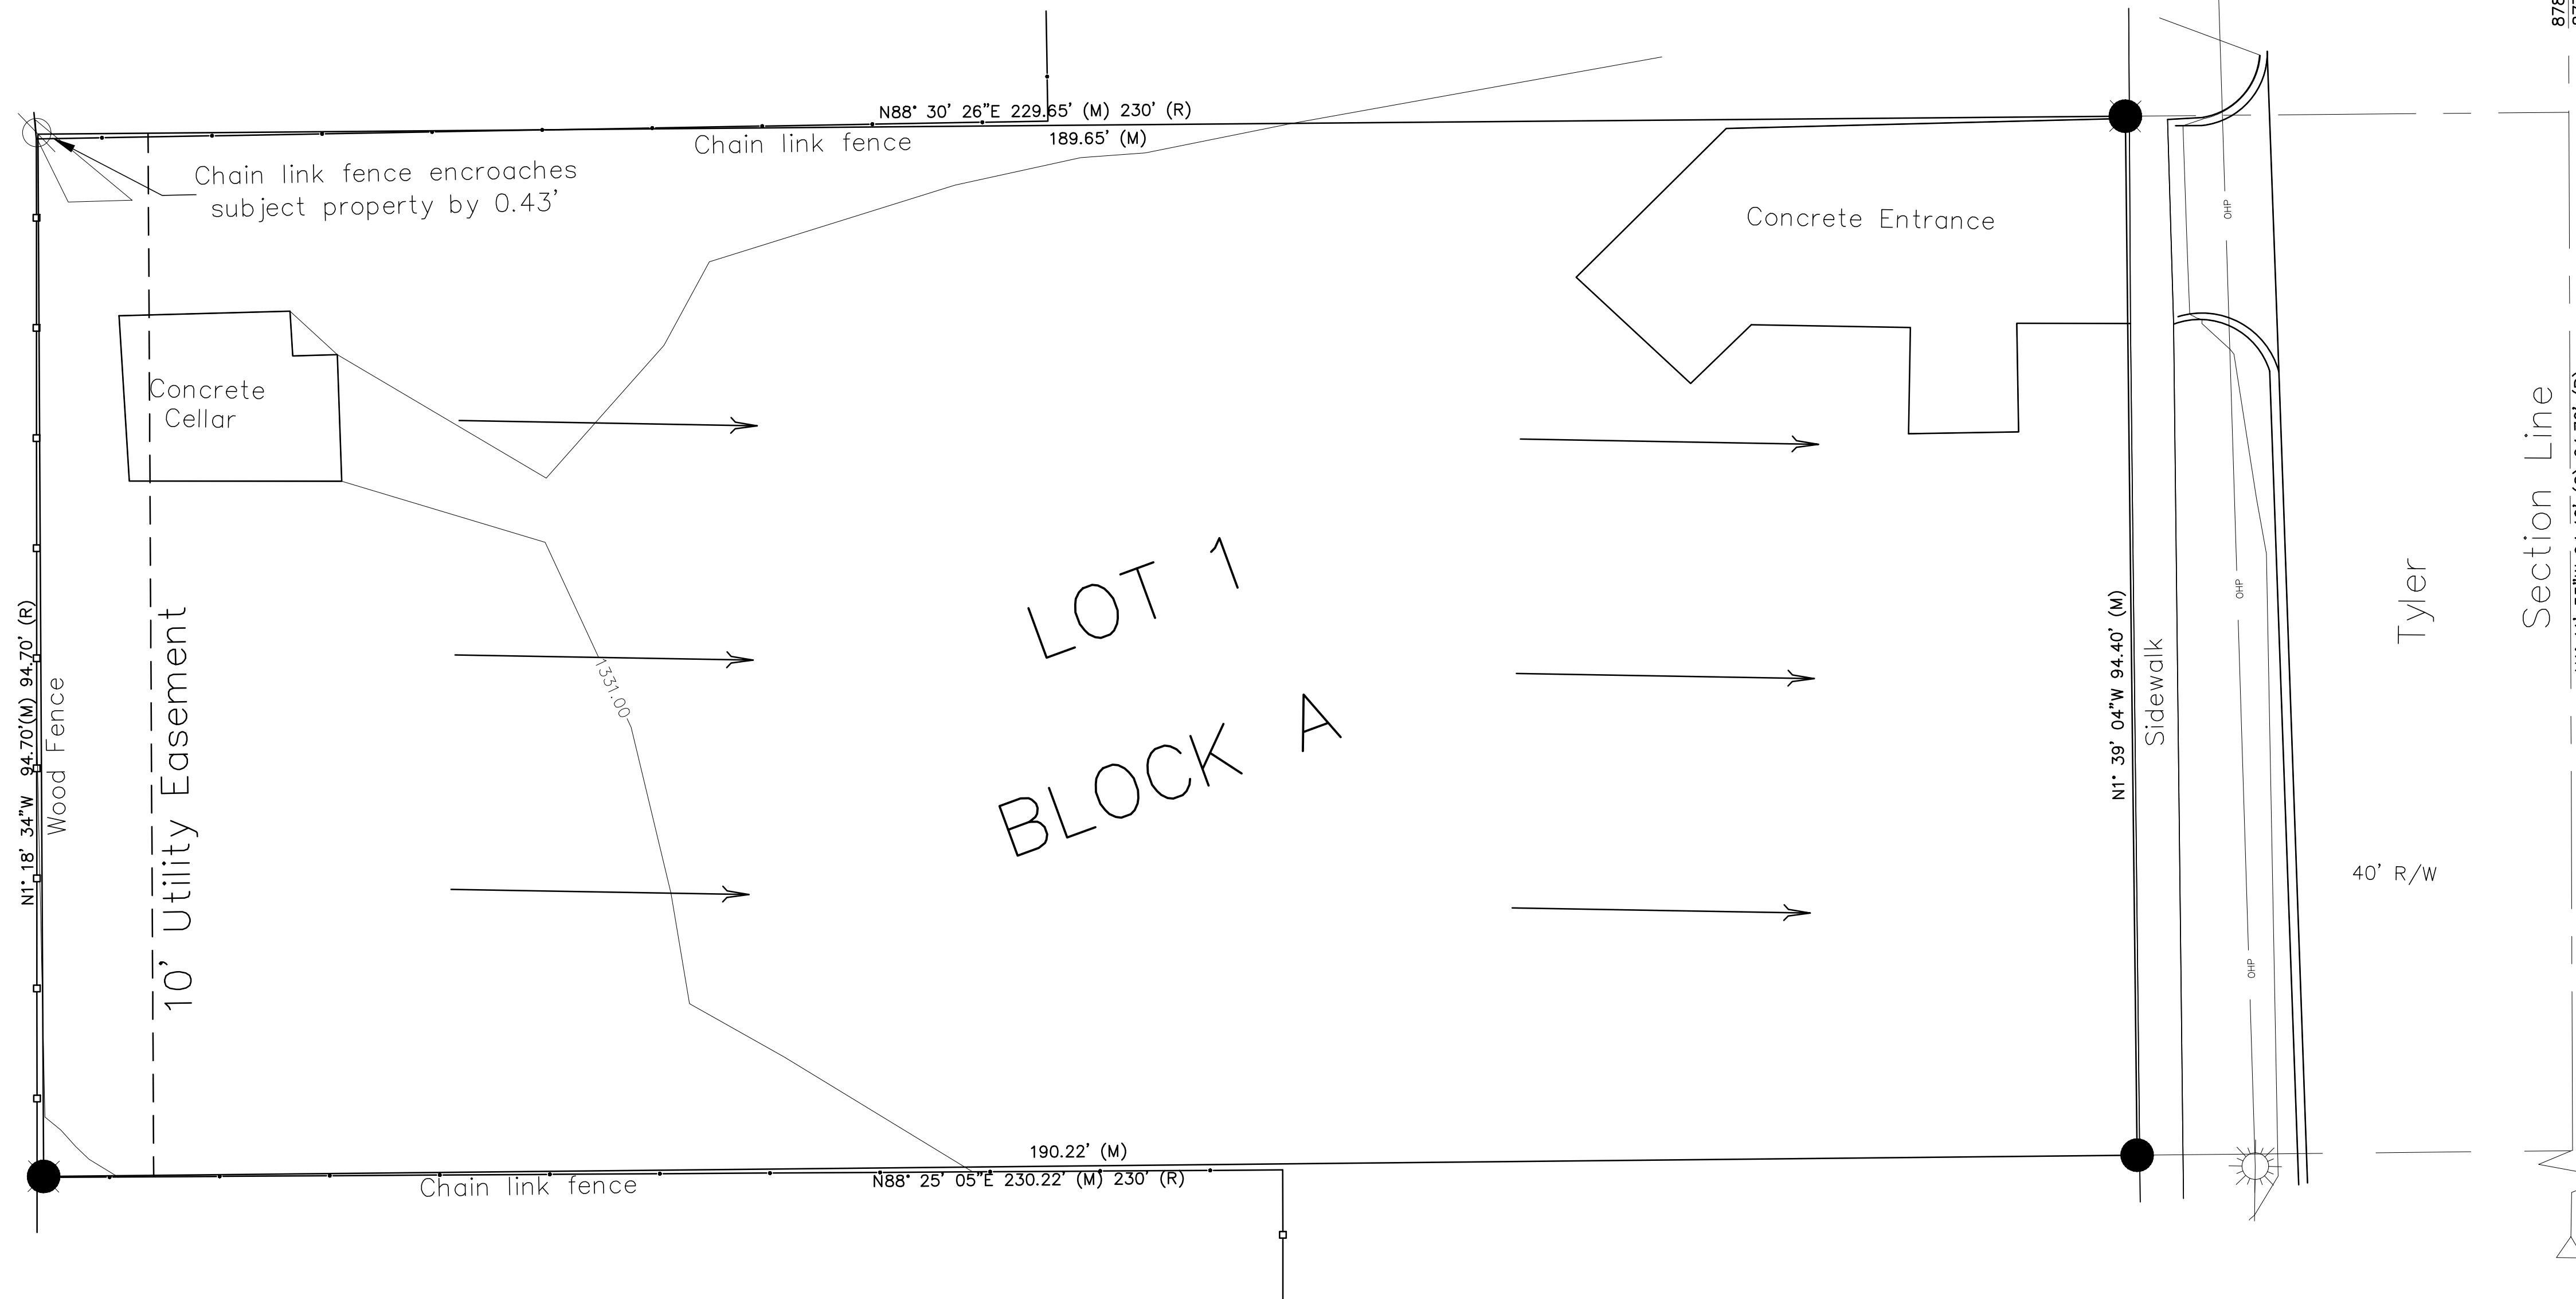 N88° 30' 26"E 229.65' (M) 230' (R)
Chain link fence
189.65' (M)
Chain link fence encroaches
subject property by 0.43'
Concrete Entrance
Concrete
Cellar
OHP
OHP
OHP
LOT 1
BLOCK A
1331.00
N1° 18' 34"W 94.70'(M) 94.70' (R)
Wood Fence
10' Utility Easement
N1° 39' 04"W 94.40' (M)
Sidewalk
Tyler
Section Line
40' R/W
190.22' (M)
Chain link fence
N88° 25' 05"E 230.22' (M) 230' (R)